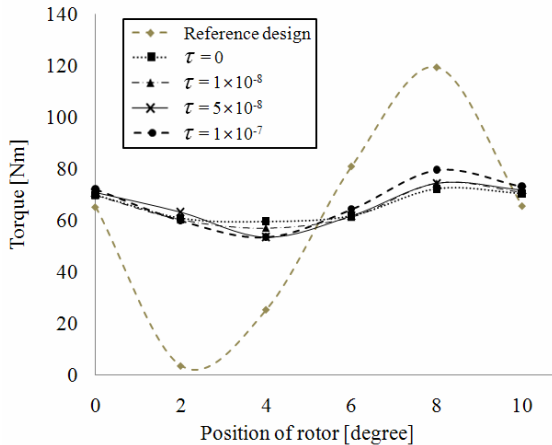 140
120
100
80
60
40
20
0
Torque [Nm]
Reference design
τ = 0
τ = 1×10⁻⁸
τ = 5×10⁻⁸
τ = 1×10⁻⁷
0 2 4 6 8 10
Position of rotor [degree]